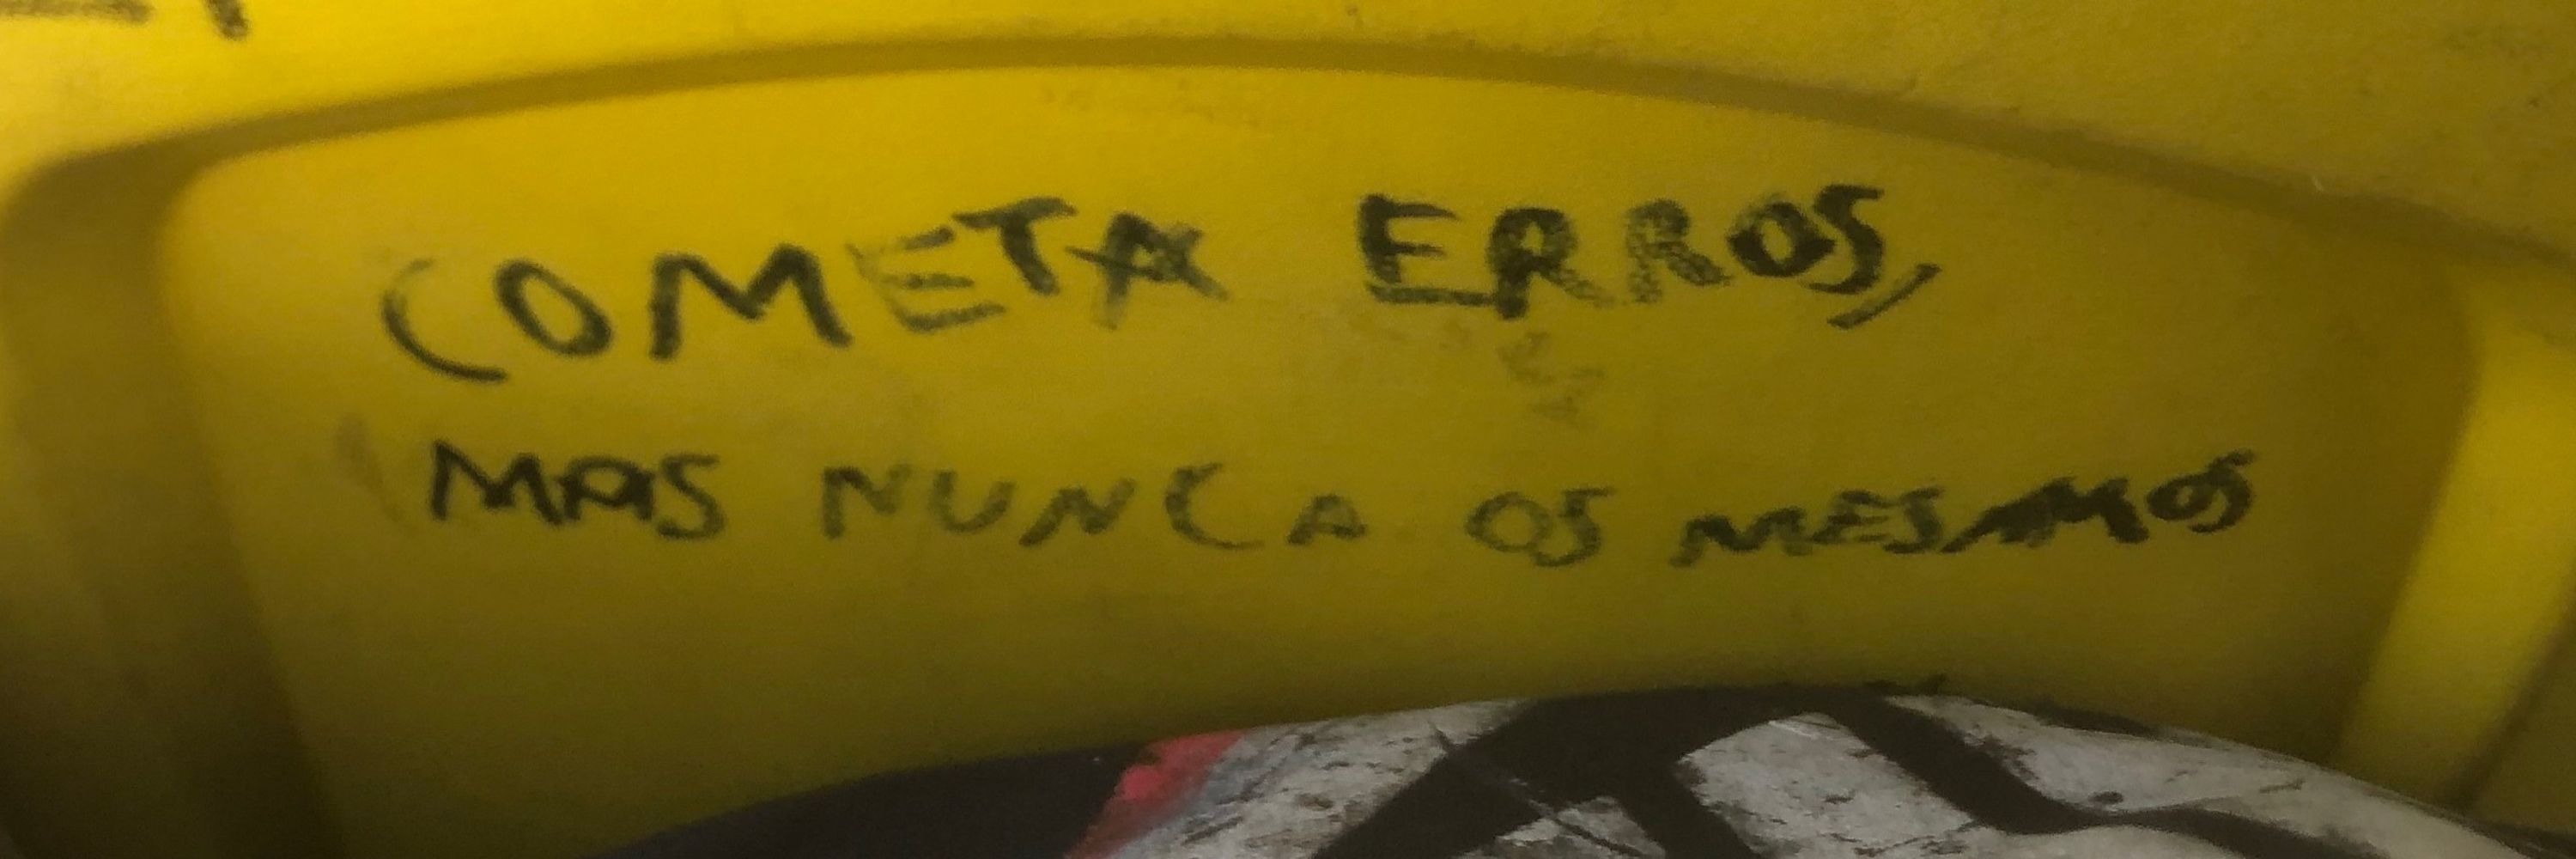 COMETA ERROS,
MAS NUNCA OS MESMOS